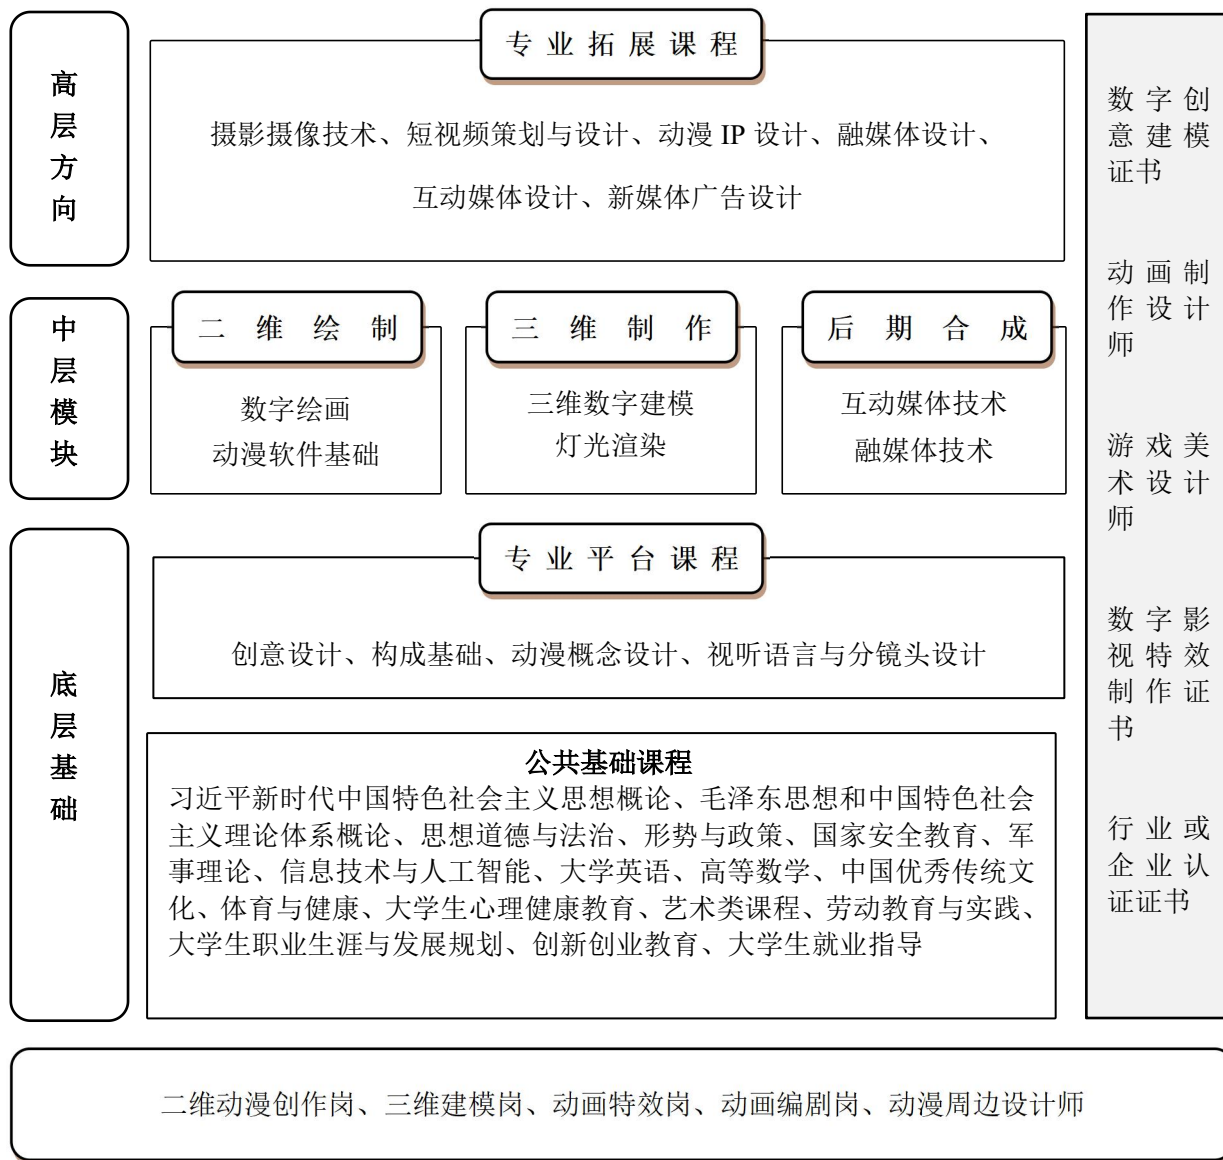 高
层
方
向
专业拓展课程
摄影摄像技术、短视频策划与设计、动漫 IP 设计、融媒体设计、
互动媒体设计、新媒体广告设计
中
层
模
块
二维绘制
数字绘画
动漫软件基础
三维制作
三维数字建模
灯光渲染
后期合成
互动媒体技术
融媒体技术
底
层
基
础
专业平台课程
创意设计、构成基础、动漫概念设计、视听语言与分镜头设计
公共基础课程
习近平新时代中国特色社会主义思想概论、毛泽东思想和中国特色社会
主义理论体系概论、思想道德与法治、形势与政策、国家安全教育、军
事理论、信息技术与人工智能、大学英语、高等数学、中国优秀传统文
化、体育与健康、大学生心理健康教育、艺术类课程、劳动教育与实践、
大学生职业生涯与发展规划、创新创业教育、大学生就业指导
数字创
意建模
证书
动画制
作设计
师
游戏美
术设计
师
数字影
视特效
制作证
书
行业或
企业认
证证书
二维动漫创作岗、三维建模岗、动画特效岗、动画编剧岗、动漫周边设计师